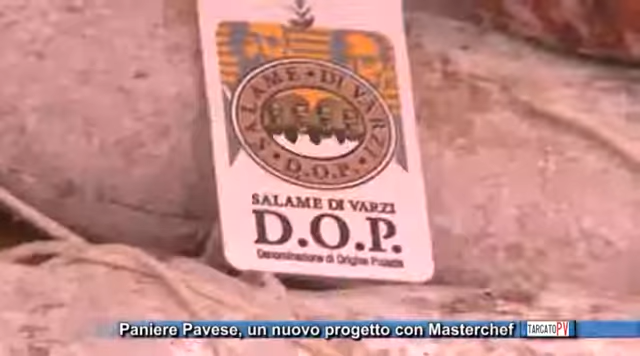 SALAME • DI VARZI
• D.O.P. •
SALAME DI VARZI
D.O.P.
Denominazione di Origine Protetta
Paniere Pavese, un nuovo progetto con Masterchef
TARCATO PV